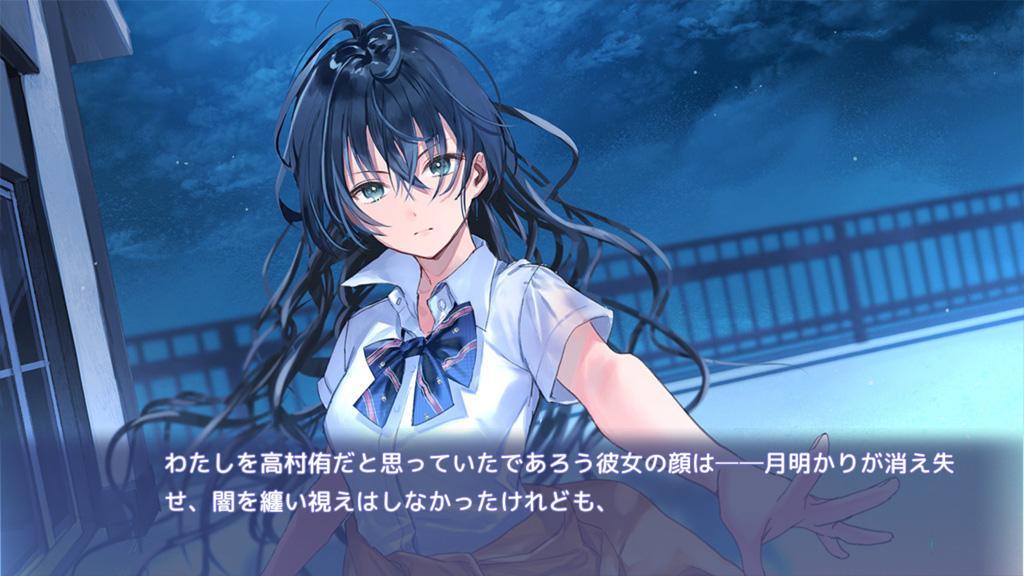 わたしを高村侑だと思っていたであろう彼女の顔は――月明かりが消え失
せ、闇を纏い視えはしなかったけれども、